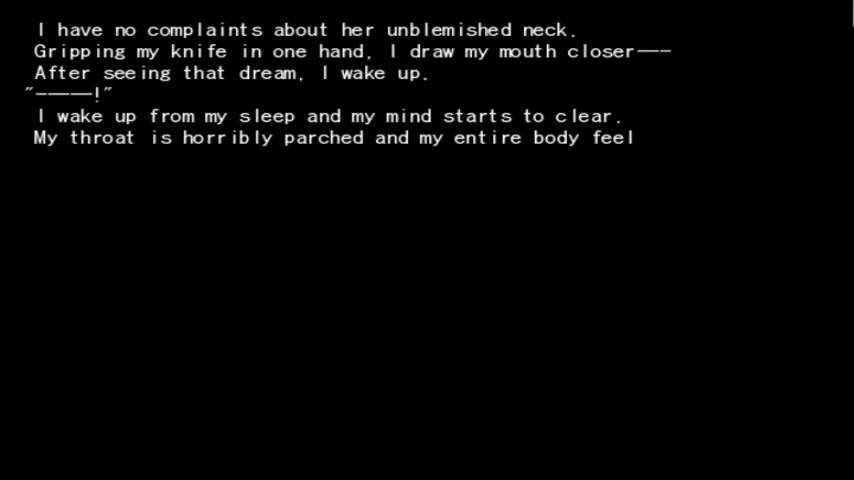 I have no complaints about her unblemished neck.
Gripping my knife in one hand, I draw my mouth closer――
After seeing that dream, I wake up.
"―――!"
I wake up from my sleep and my mind starts to clear.
My throat is horribly parched and my entire body feel